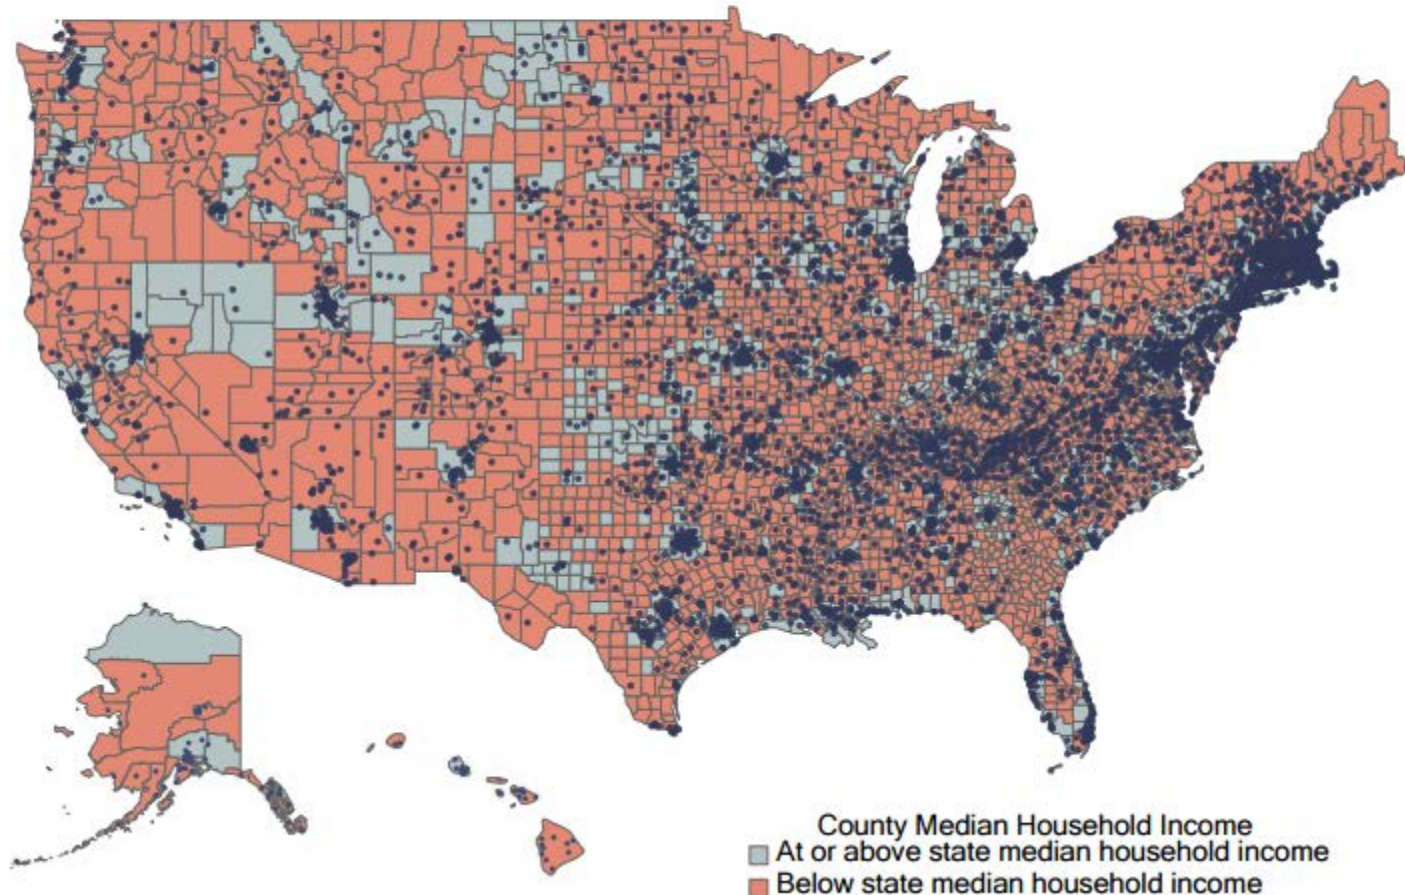 County Median Household Income
At or above state median household income
Below state median household income